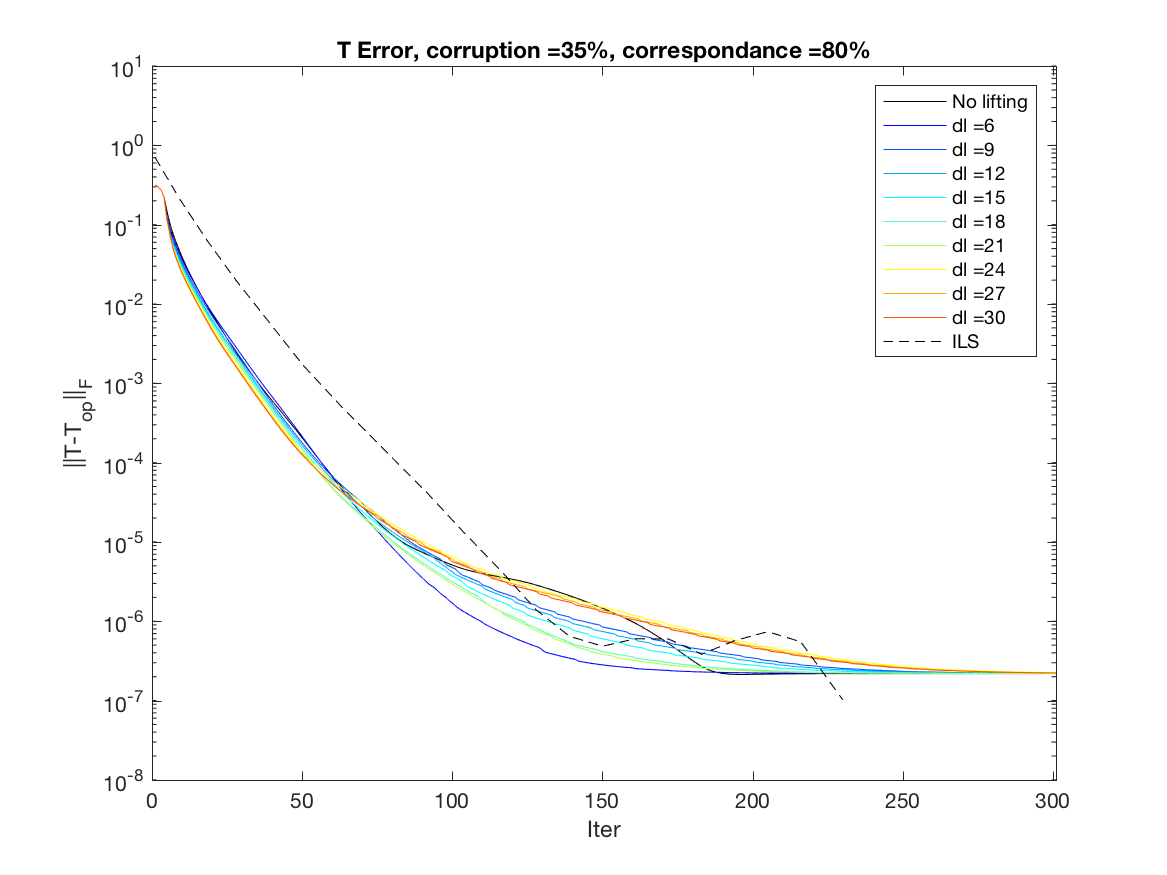 T Error, corruption =35%, correspondance =80%
10^1
10^0
10^-1
10^-2
10^-3
10^-4
10^-5
10^-6
10^-7
10^-8
||T-T_op||_F
No lifting
dl =6
dl =9
dl =12
dl =15
dl =18
dl =21
dl =24
dl =27
dl =30
ILS
0 50 100 150 200 250 300
Iter